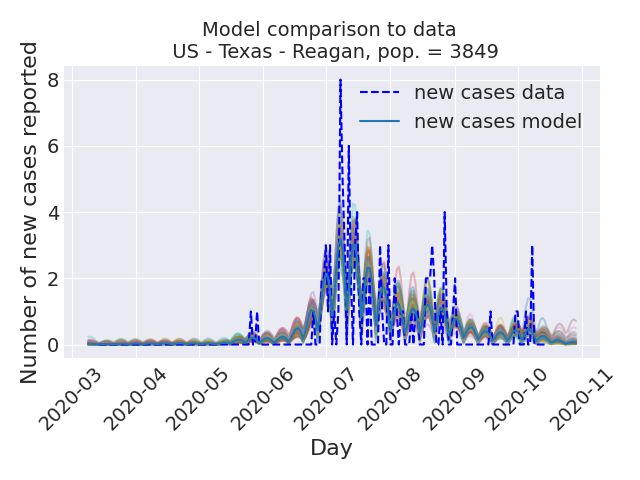 Model comparison to data
US - Texas - Reagan, pop. = 3849
Number of new cases reported
8
6
4
2
0
new cases data
new cases model
2020-03
2020-04
2020-05
2020-06
2020-07
2020-08
2020-09
2020-10
2020-11
Day